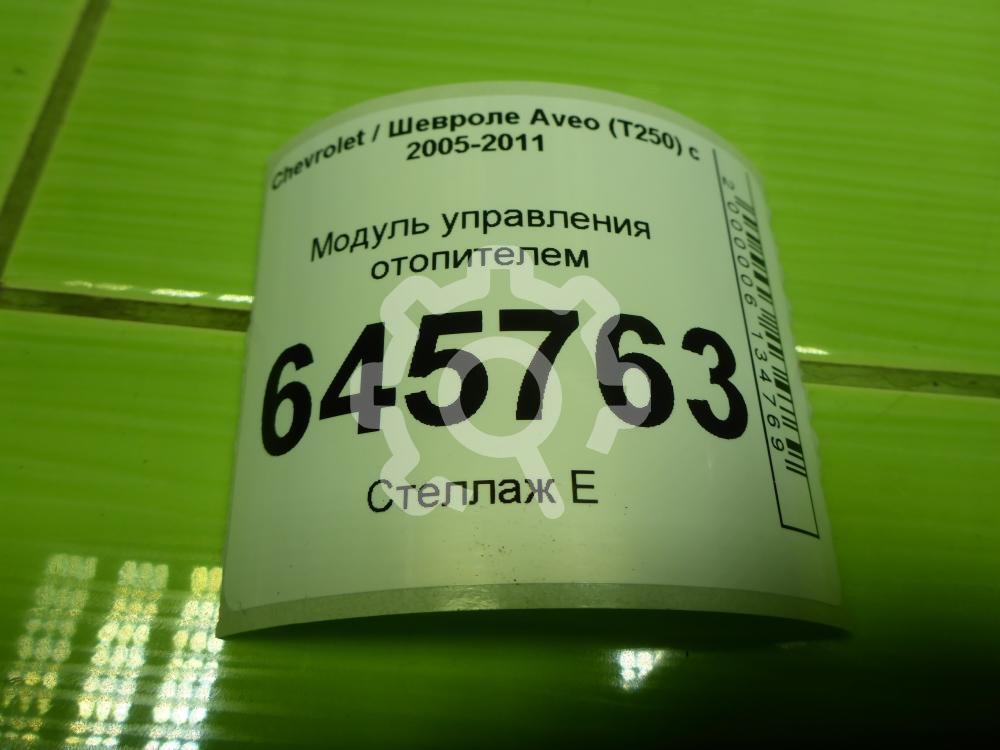 Chevrolet / Шевроле Aveo (T250) с
2005-2011
Модуль управления
отопителем
645763
Стеллаж Е
2000006134769